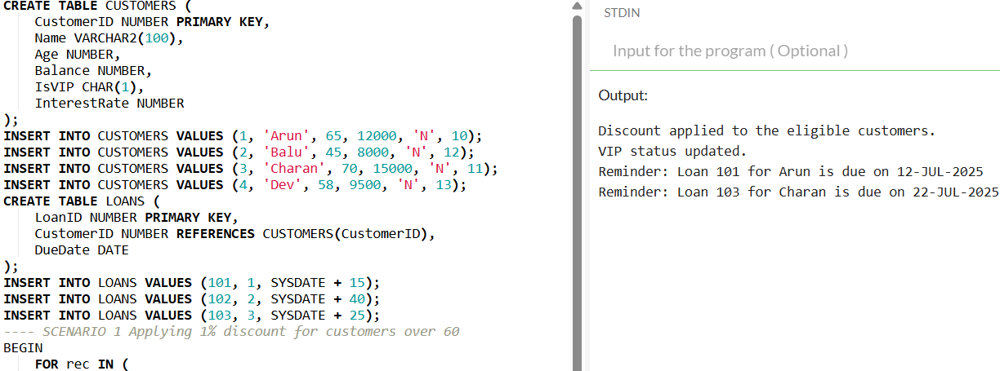 CREATE TABLE CUSTOMERS (
    CustomerID NUMBER PRIMARY KEY,
    Name VARCHAR2(100),
    Age NUMBER,
    Balance NUMBER,
    IsVIP CHAR(1),
    InterestRate NUMBER
);
INSERT INTO CUSTOMERS VALUES (1, 'Arun', 65, 12000, 'N', 10);
INSERT INTO CUSTOMERS VALUES (2, 'Balu', 45, 8000, 'N', 12);
INSERT INTO CUSTOMERS VALUES (3, 'Charan', 70, 15000, 'N', 11);
INSERT INTO CUSTOMERS VALUES (4, 'Dev', 58, 9500, 'N', 13);
CREATE TABLE LOANS (
    LoanID NUMBER PRIMARY KEY,
    CustomerID NUMBER REFERENCES CUSTOMERS(CustomerID),
    DueDate DATE
);
INSERT INTO LOANS VALUES (101, 1, SYSDATE + 15);
INSERT INTO LOANS VALUES (102, 2, SYSDATE + 40);
INSERT INTO LOANS VALUES (103, 3, SYSDATE + 25);
---- SCENARIO 1 Applying 1% discount for customers over 60
BEGIN
    FOR rec IN (
STDIN
Input for the program ( Optional )
Output:
Discount applied to the eligible customers.
VIP status updated.
Reminder: Loan 101 for Arun is due on 12-JUL-2025
Reminder: Loan 103 for Charan is due on 22-JUL-2025